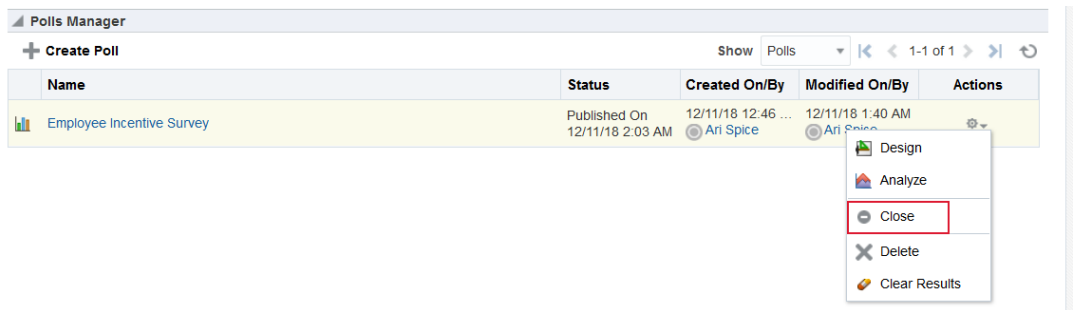 Polls Manager
Create Poll
Show Polls 1-1 of 1
Name Status Created On/By Modified On/By Actions
Employee Incentive Survey
Published On
12/11/18 2:03 AM
12/11/18 12:46 ...
Ari Spice
12/11/18 1:40 AM
Ari Spice
Design
Analyze
Close
Delete
Clear Results